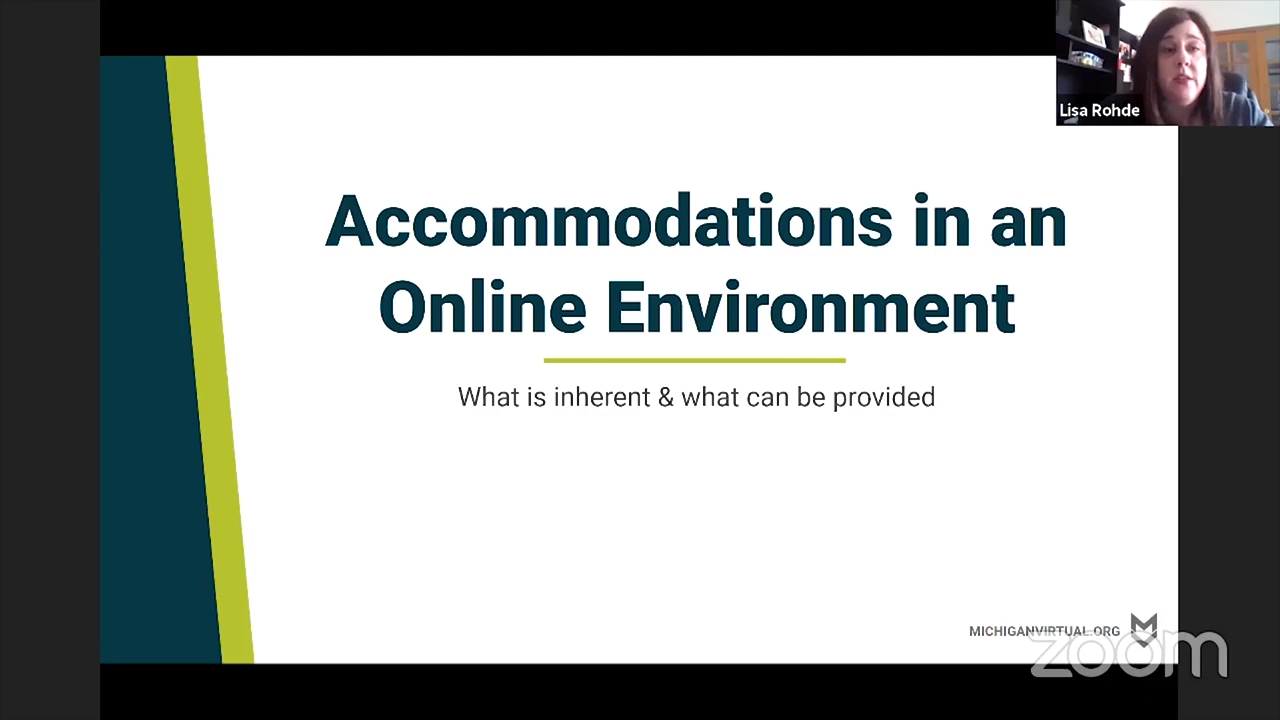 Lisa Rohde
Accommodations in an
Online Environment
What is inherent & what can be provided
MICHIGANVIRTUAL.ORG
zoom